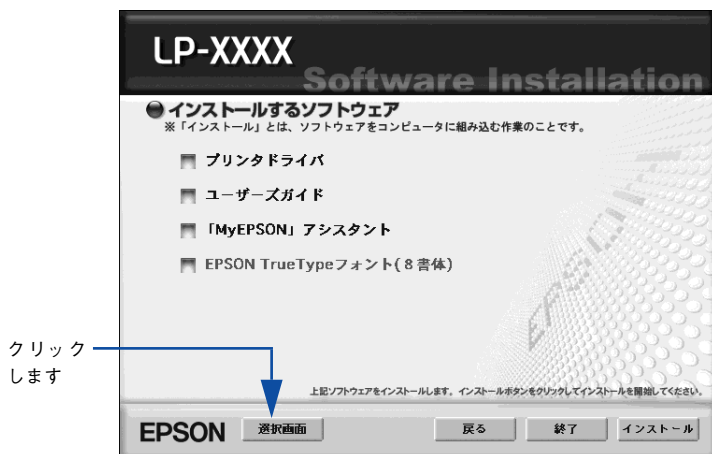 LP-XXXX
Software Installation
インストールするソフトウェア
※「インストール」とは、ソフトウェアをコンピュータに組み込む作業のことです。
プリンタドライバ
ユーザーズガイド
「MyEPSON」アシスタント
EPSON TrueTypeフォント(8書体)
EPSON
クリック
します
上記ソフトウェアをインストールします。インストールボタンをクリックしてインストールを開始してください。
EPSON 選択画面 戻る 終了 インストール